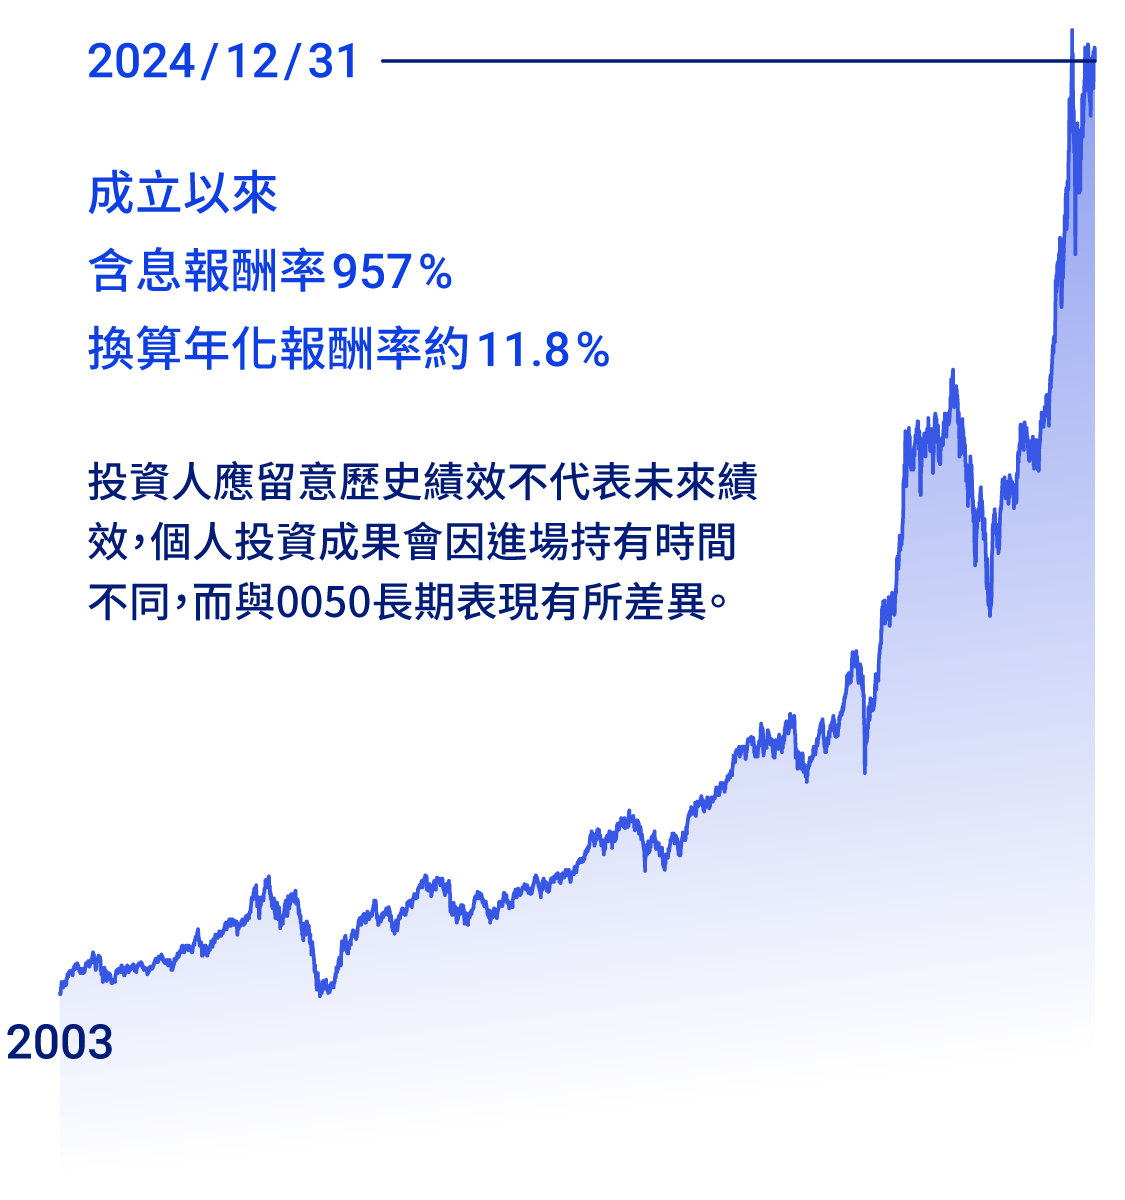 2024/12/31
成立以來
含息報酬率957%
換算年化報酬率約11.8%
投資人應留意歷史績效不代表未來績
效，個人投資成果會因進場持有時間
不同，而與0050長期表現有所差異。
2003